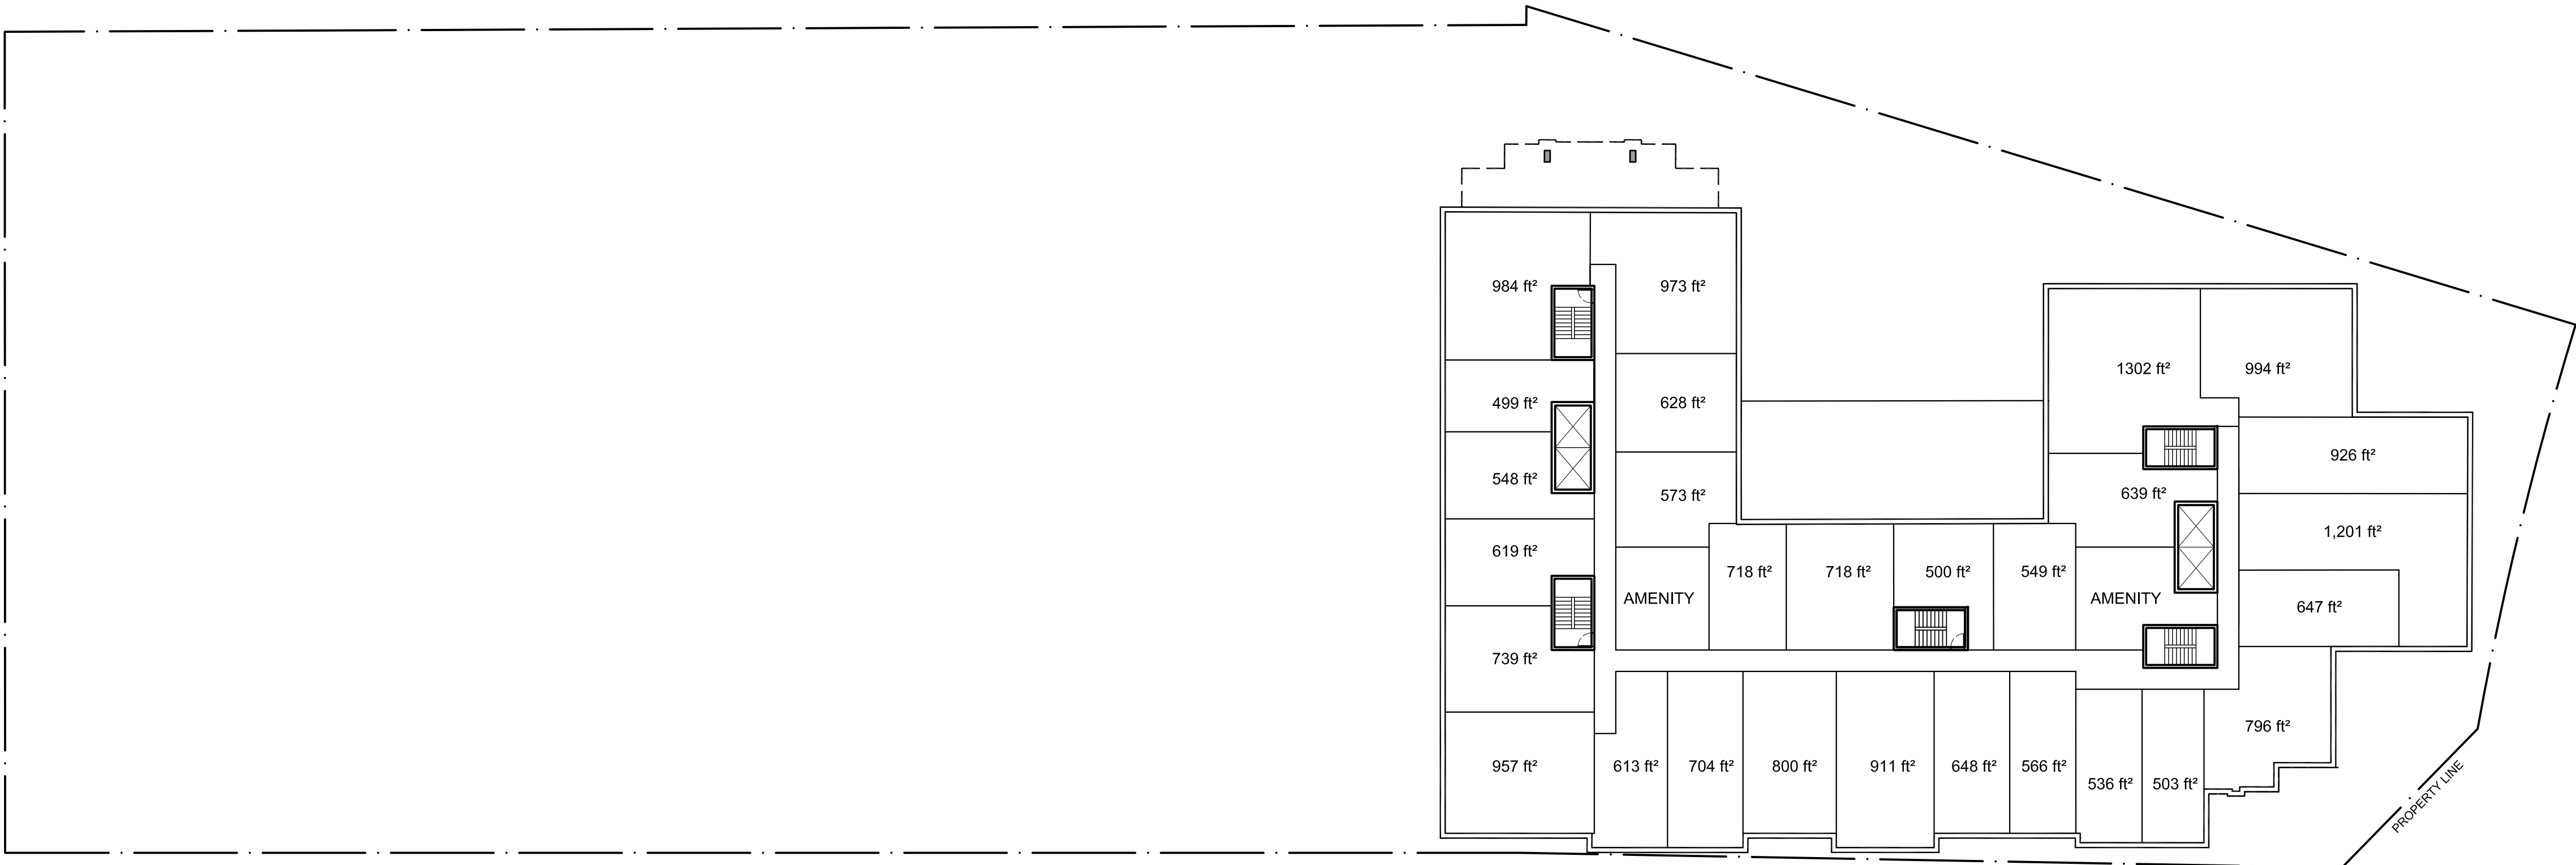 984 ft²
973 ft²
1302 ft²
994 ft²
499 ft²
628 ft²
926 ft²
548 ft²
573 ft²
639 ft²
1,201 ft²
619 ft²
718 ft²
718 ft²
500 ft²
549 ft²
AMENITY
AMENITY
647 ft²
739 ft²
796 ft²
957 ft²
613 ft²
704 ft²
800 ft²
911 ft²
648 ft²
566 ft²
536 ft²
503 ft²
PROPERTY LINE